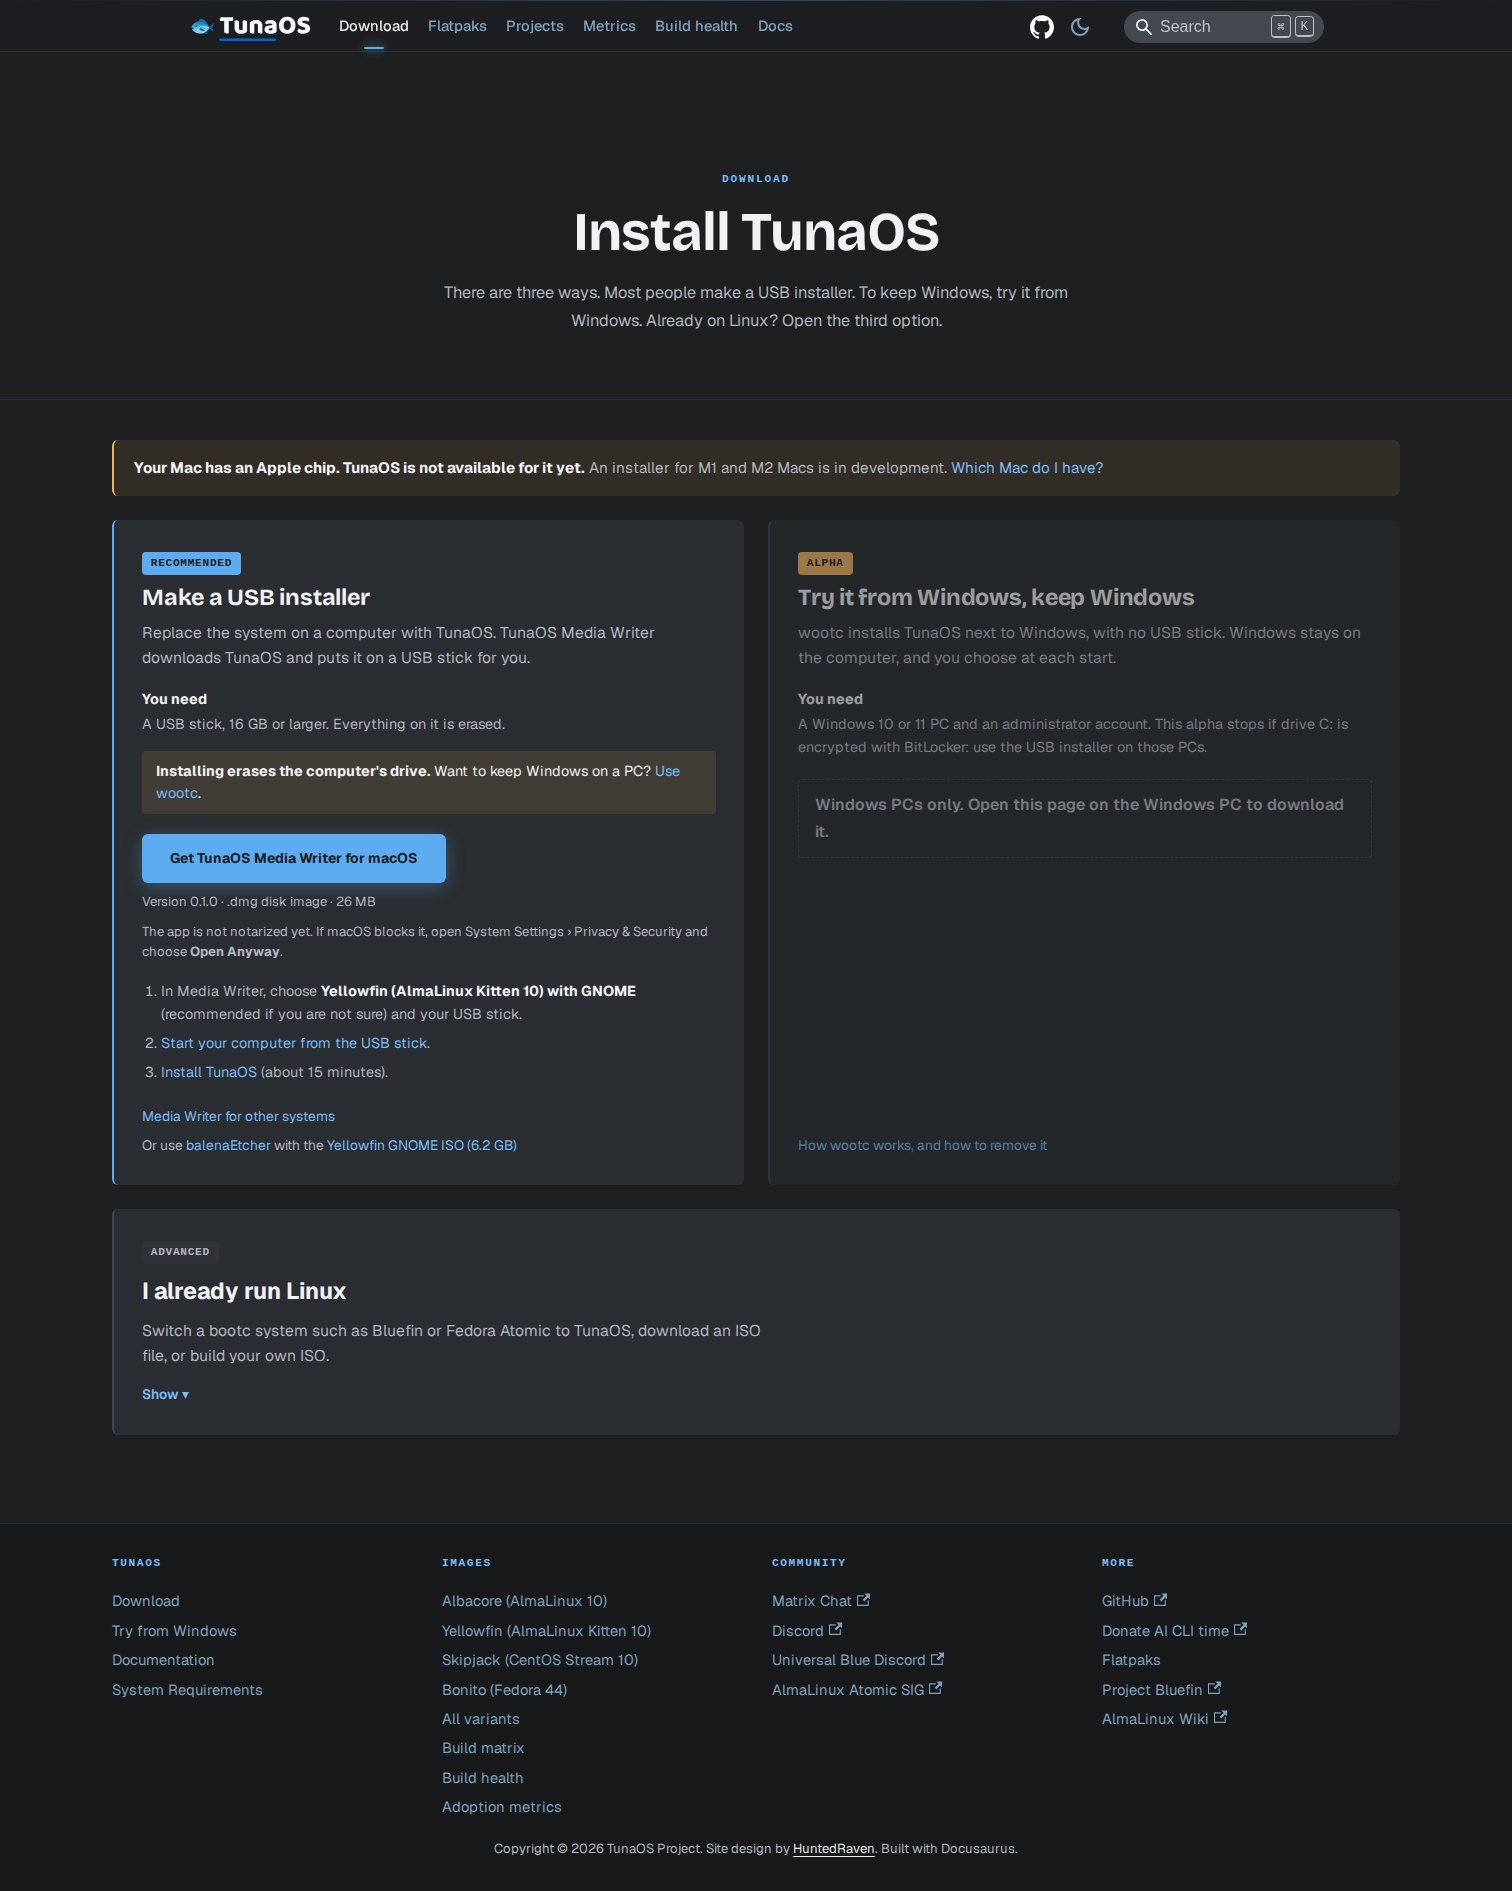 TunaOS
Download
Flatpaks
Projects
Metrics
Build health
Docs
Search
⌘ K
DOWNLOAD
Install TunaOS
There are three ways. Most people make a USB installer. To keep Windows, try it from
Windows. Already on Linux? Open the third option.
Your Mac has an Apple chip. TunaOS is not available for it yet. An installer for M1 and M2 Macs is in development. Which Mac do I have?
RECOMMENDED
Make a USB installer
Replace the system on a computer with TunaOS. TunaOS Media Writer
downloads TunaOS and puts it on a USB stick for you.
You need
A USB stick, 16 GB or larger. Everything on it is erased.
Installing erases the computer's drive. Want to keep Windows on a PC? Use
wootc.
Get TunaOS Media Writer for macOS
Version 0.1.0 · .dmg disk image · 26 MB
The app is not notarized yet. If macOS blocks it, open System Settings › Privacy & Security and
choose Open Anyway.
1. In Media Writer, choose Yellowfin (AlmaLinux Kitten 10) with GNOME
(recommended if you are not sure) and your USB stick.
2. Start your computer from the USB stick.
3. Install TunaOS (about 15 minutes).
Media Writer for other systems
Or use balenaEtcher with the Yellowfin GNOME ISO (6.2 GB)
ALPHA
Try it from Windows, keep Windows
wootc installs TunaOS next to Windows, with no USB stick. Windows stays on
the computer, and you choose at each start.
You need
A Windows 10 or 11 PC and an administrator account. This alpha stops if drive C: is
encrypted with BitLocker: use the USB installer on those PCs.
Windows PCs only. Open this page on the Windows PC to download
it.
How wootc works, and how to remove it
ADVANCED
I already run Linux
Switch a bootc system such as Bluefin or Fedora Atomic to TunaOS, download an ISO
file, or build your own ISO.
Show ▾
TUNAOS
Download
Try from Windows
Documentation
System Requirements
IMAGES
Albacore (AlmaLinux 10)
Yellowfin (AlmaLinux Kitten 10)
Skipjack (CentOS Stream 10)
Bonito (Fedora 44)
All variants
Build matrix
Build health
Adoption metrics
COMMUNITY
Matrix Chat
Discord
Universal Blue Discord
AlmaLinux Atomic SIG
MORE
GitHub
Donate AI CLI time
Flatpaks
Project Bluefin
AlmaLinux Wiki
Copyright © 2026 TunaOS Project. Site design by HuntedRaven. Built with Docusaurus.